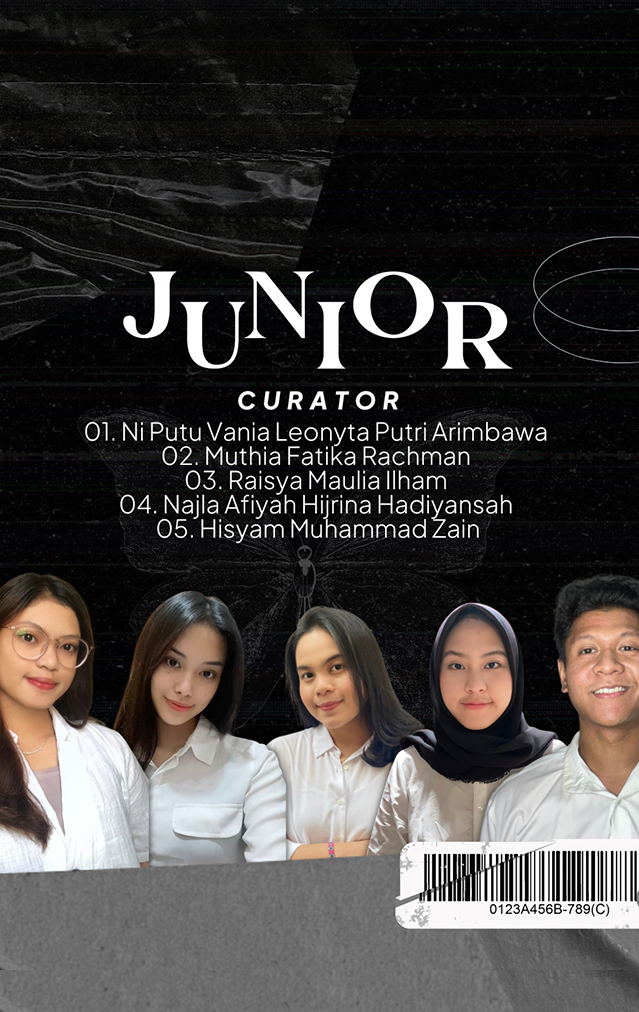 JUNIOR
CURATOR
01. Ni Putu Vania Leonyta Putri Arimbawa
02. Muthia Fatika Rachman
03. Raisya Maulia Ilham
04. Najla Afiyah Hijrina Hadiyansah
05. Hisyam Muhammad Zain
0123A456B-789(C)